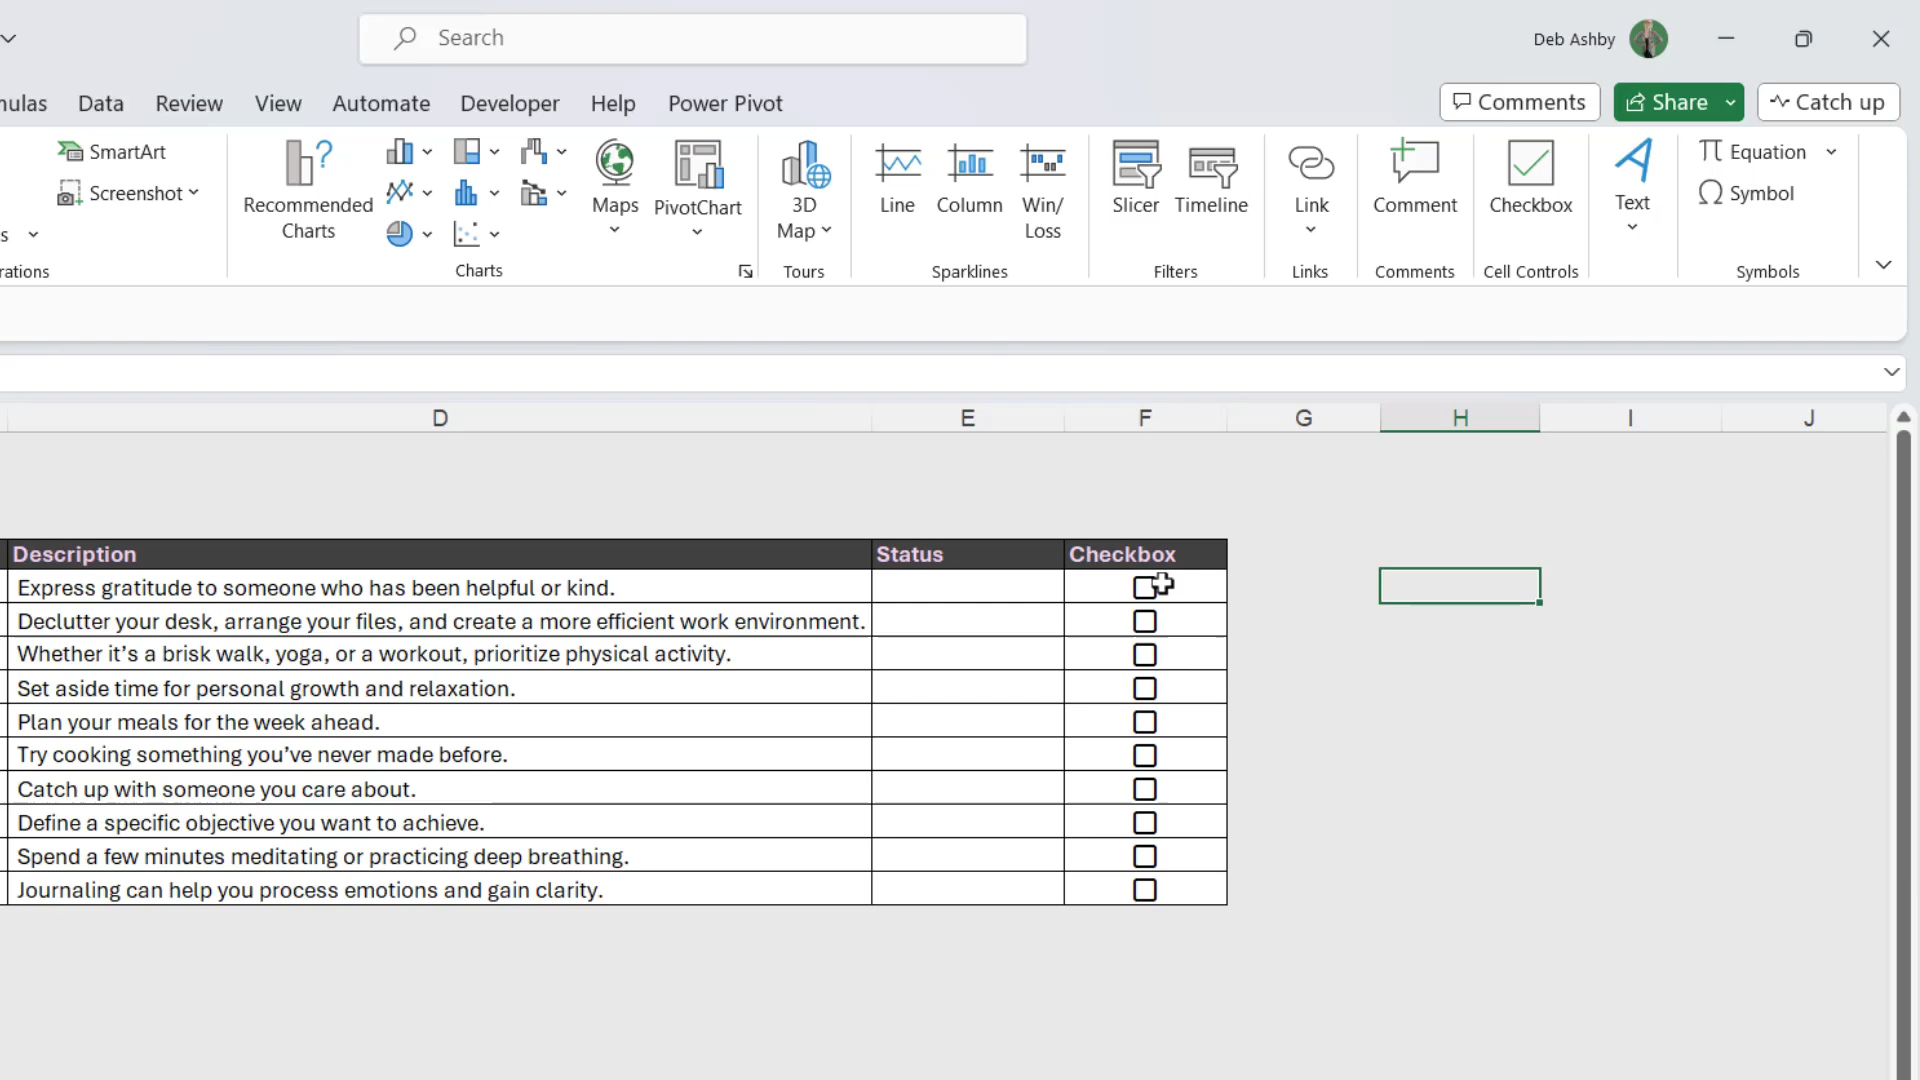 Search
Deb Ashby
mulas Data Review View Automate Developer Help Power Pivot
Comments Share Catch up
SmartArt
Screenshot
s
rations
Recommended
Charts
Maps
PivotChart
Charts
3D
Map
Tours
Line
Column
Win/
Loss
Sparklines
Slicer
Timeline
Filters
Link
Links
Comment
Comments
Checkbox
Cell Controls
Text
Equation
Symbol
Symbols
D E F G H I J
Description Status Checkbox
Express gratitude to someone who has been helpful or kind.
Declutter your desk, arrange your files, and create a more efficient work environment.
Whether it’s a brisk walk, yoga, or a workout, prioritize physical activity.
Set aside time for personal growth and relaxation.
Plan your meals for the week ahead.
Try cooking something you’ve never made before.
Catch up with someone you care about.
Define a specific objective you want to achieve.
Spend a few minutes meditating or practicing deep breathing.
Journaling can help you process emotions and gain clarity.